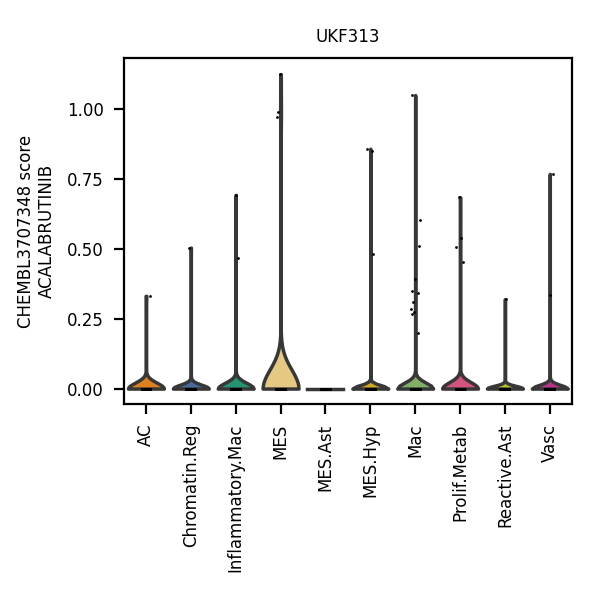 UKF313
CHEMBL3707348 score
ACALABRUTINIB
1.00
0.75
0.50
0.25
0.00
AC
Chromatin.Reg
Inflammatory.Mac
MES
MES.Ast
MES.Hyp
Mac
Prolif.Metab
Reactive.Ast
Vasc